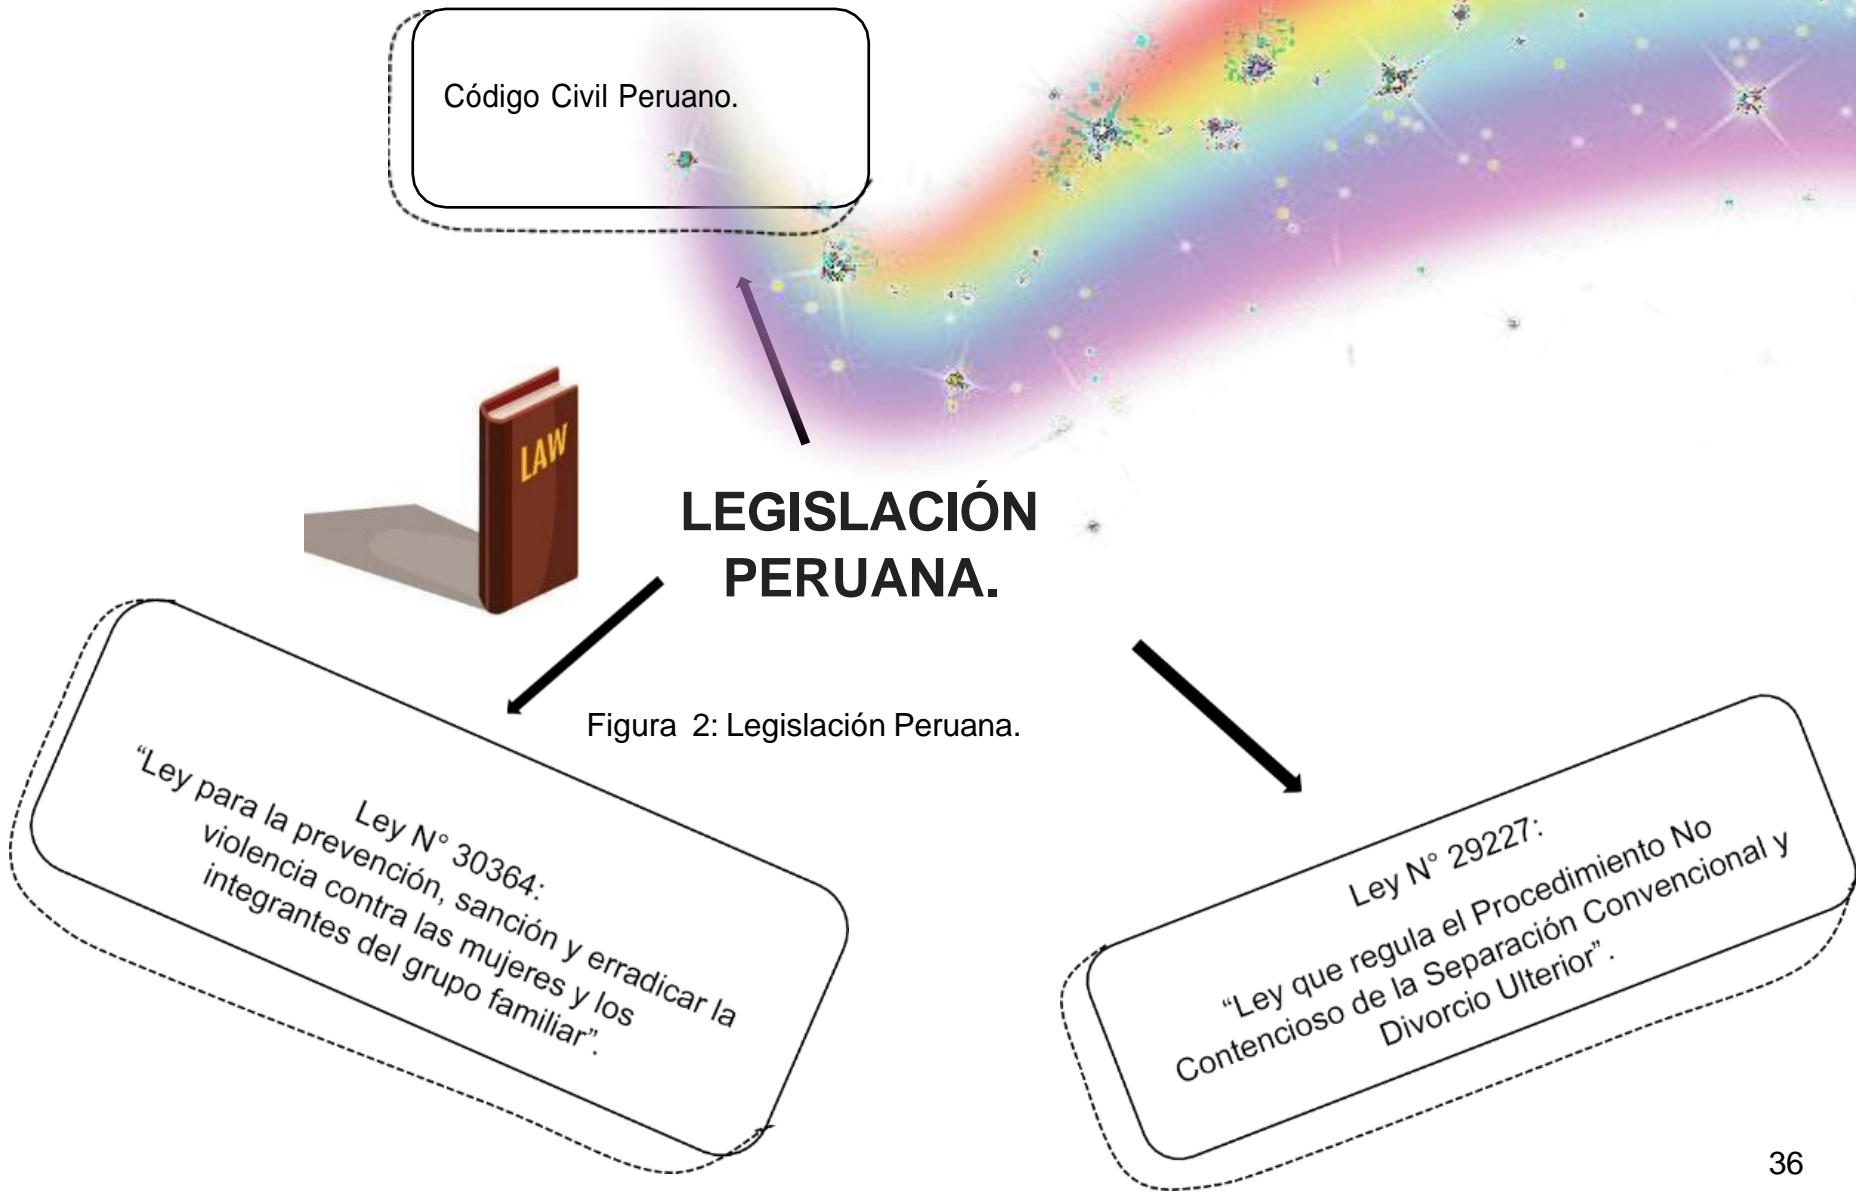 Código Civil Peruano.
LAW
LEGISLACIÓN
PERUANA.
Figura 2: Legislación Peruana.
Ley N° 30364:
“Ley para la prevención, sanción y erradicar la
violencia contra las mujeres y los
integrantes del grupo familiar”.
Ley N° 29227:
“Ley que regula el Procedimiento No
Contencioso de la Separación Convencional y
Divorcio Ulterior”.
36